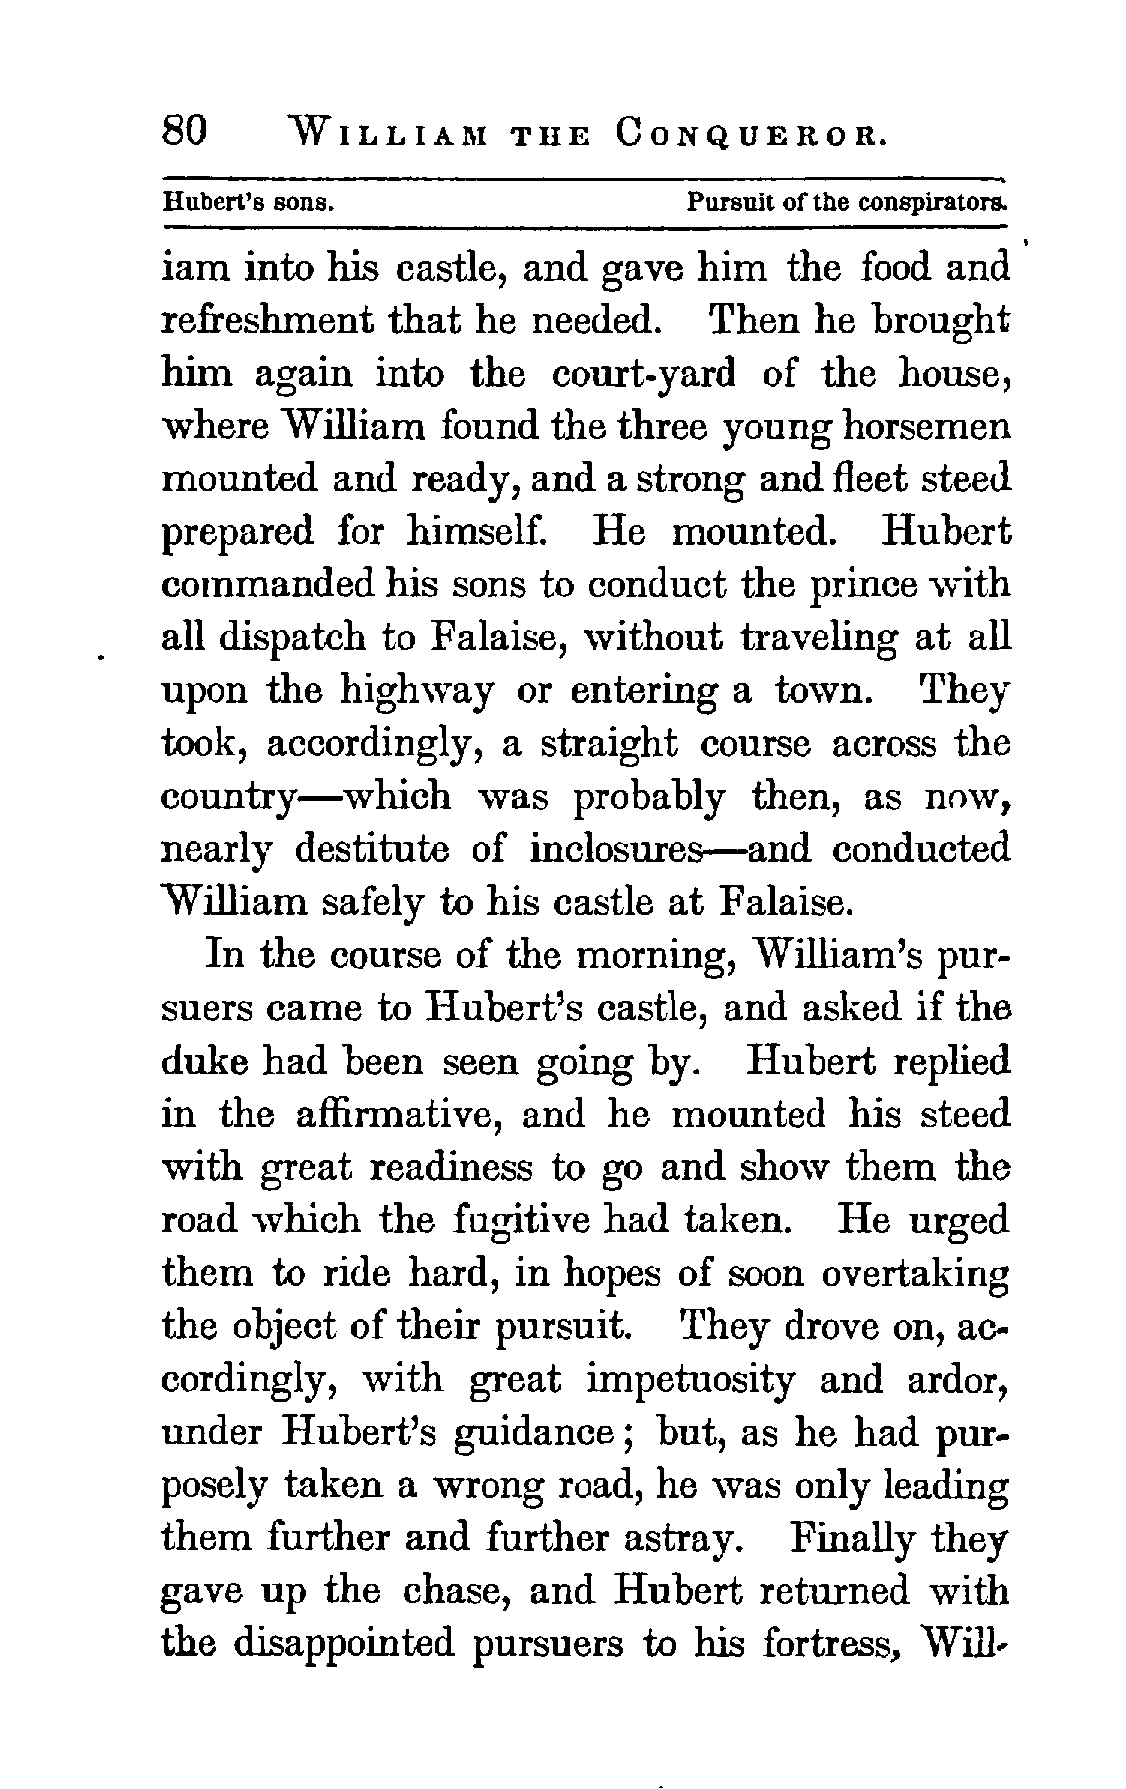 80 WILLIAM THE CONQUEROR.
Hubert's sons. Pursuit of the conspirators.
iam into his castle, and gave him the food and
refreshment that he needed. Then he brought
him again into the court-yard of the house,
where William found the three young horsemen
mounted and ready, and a strong and fleet steed
prepared for himself. He mounted. Hubert
commanded his sons to conduct the prince with
all dispatch to Falaise, without traveling at all
upon the highway or entering a town. They
took, accordingly, a straight course across the
country—which was probably then, as now,
nearly destitute of inclosures—and conducted
William safely to his castle at Falaise.
In the course of the morning, William's pur-
suers came to Hubert's castle, and asked if the
duke had been seen going by. Hubert replied
in the affirmative, and he mounted his steed
with great readiness to go and show them the
road which the fugitive had taken. He urged
them to ride hard, in hopes of soon overtaking
the object of their pursuit. They drove on, ac-
cordingly, with great impetuosity and ardor,
under Hubert's guidance; but, as he had pur-
posely taken a wrong road, he was only leading
them further and further astray. Finally they
gave up the chase, and Hubert returned with
the disappointed pursuers to his fortress, Will-